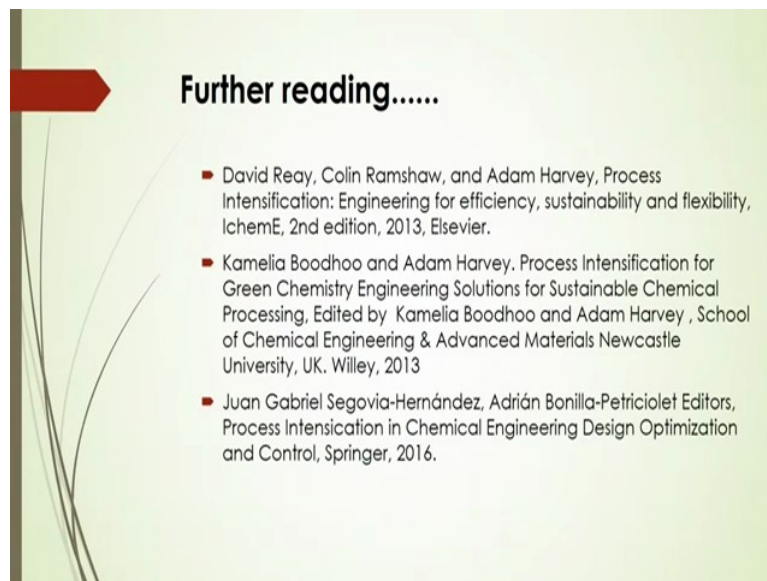 Further reading......
David Reay, Colin Ramshaw, and Adam Harvey, Process
Intensification: Engineering for efficiency, sustainability and flexibility,
IchemE, 2nd edition, 2013, Elsevier.
Kamelia Boodhoo and Adam Harvey. Process Intensification for
Green Chemistry Engineering Solutions for Sustainable Chemical
Processing, Edited by Kamelia Boodhoo and Adam Harvey , School
of Chemical Engineering & Advanced Materials Newcastle
University, UK. Willey, 2013
Juan Gabriel Segovia-Hernández, Adrián Bonilla-Petriciolet Editors,
Process Intensication in Chemical Engineering Design Optimization
and Control, Springer, 2016.